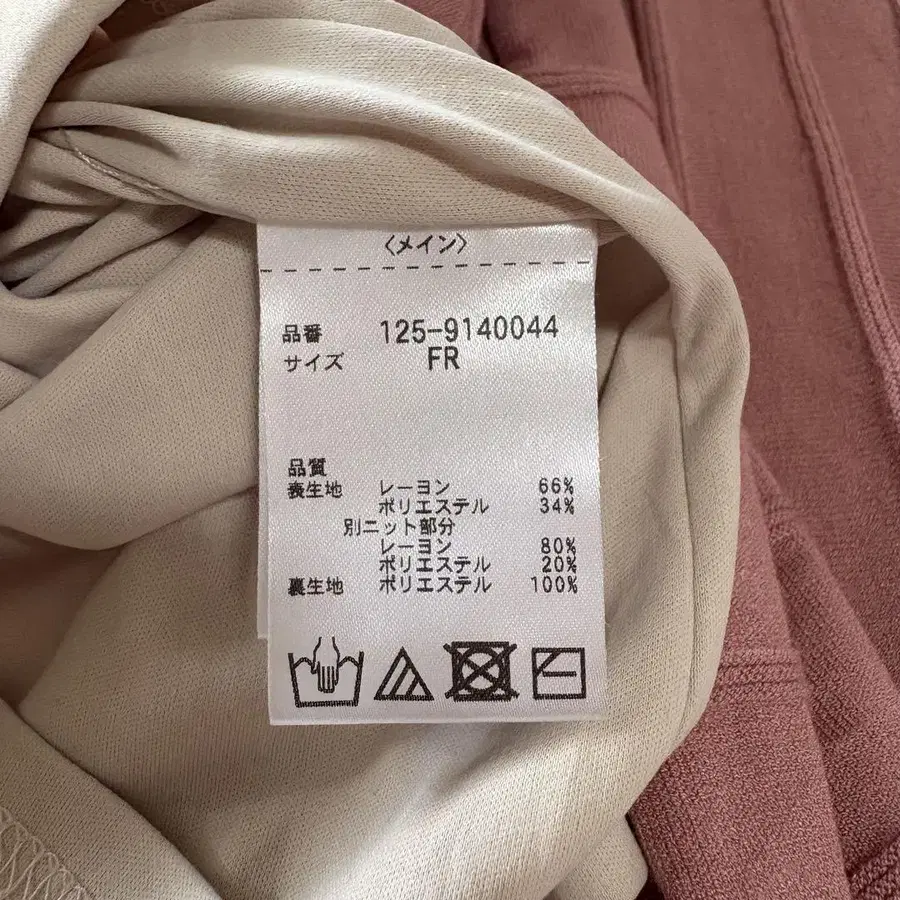 〈メイン〉
品番 125-9140044
サイズ FR
品質
表生地 レーヨン 66%
ポリエステル 34%
別ニット部分
レーヨン 80%
ポリエステル 20%
裏生地 ポリエステル 100%